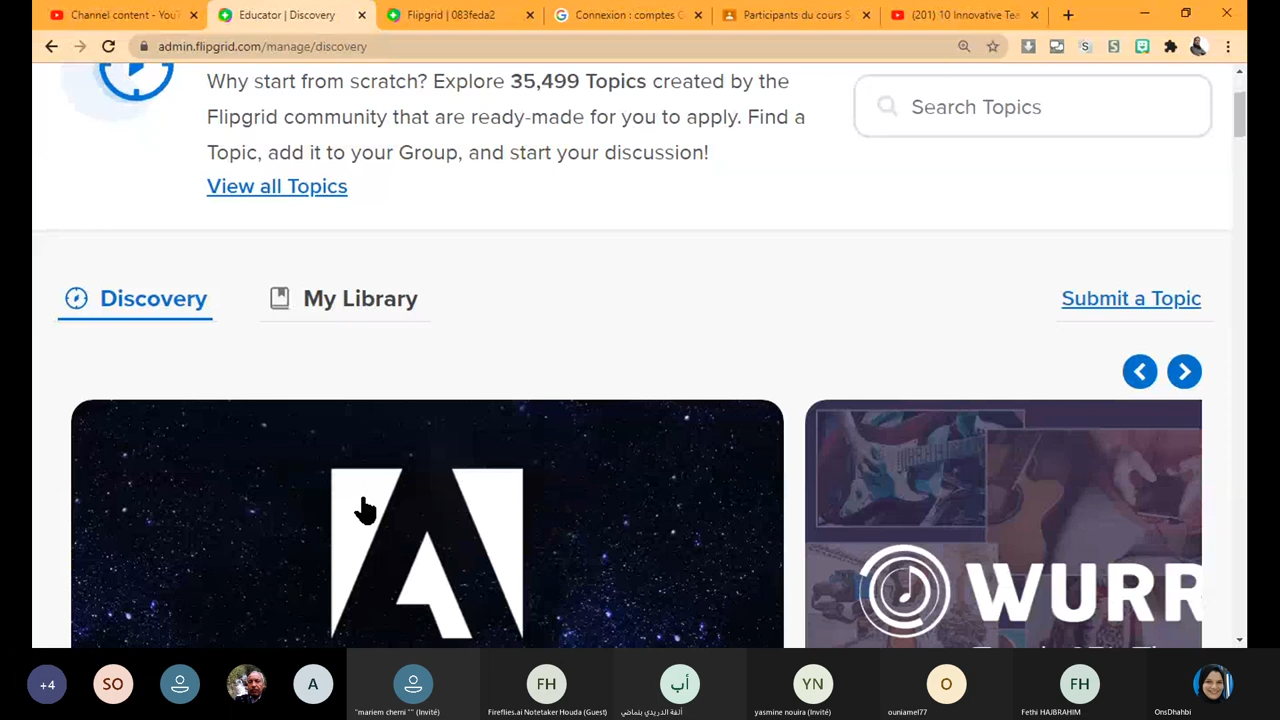 Channel content - YouT
Educator | Discovery
Flipgrid | 083feda2
Connexion : comptes G
Participants du cours S
(201) 10 Innovative Tea
admin.flipgrid.com/manage/discovery
Why start from scratch? Explore 35,499 Topics created by the
Flipgrid community that are ready-made for you to apply. Find a
Topic, add it to your Group, and start your discussion!
View all Topics
Search Topics
Discovery
My Library
Submit a Topic
WURR
+4
SO
A
FH
أب
YN
O
FH
"mariem cherni "" (Invité)
Fireflies.ai Notetaker Houda (Guest)
ألفة الدريدي بنماضي
yasmine nouira (Invité)
ouniamel77
Fethi HAJBRAHIM
OnsDhahbi